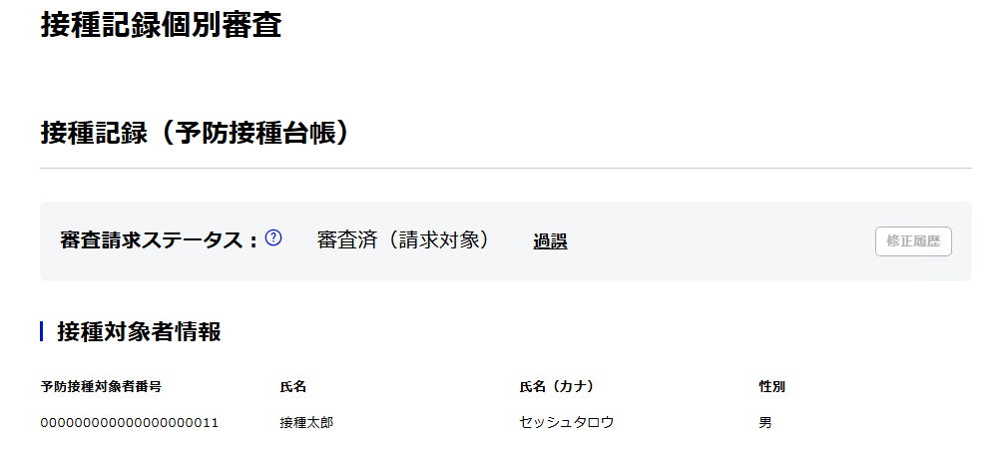 接種記録個別審査
接種記録（予防接種台帳）
審査請求ステータス：? 審査済（請求対象） 過誤 修正履歴
接種対象者情報
予防接種対象者番号 氏名 氏名（カナ） 性別
000000000000000000011 接種太郎 セッシュタロウ 男